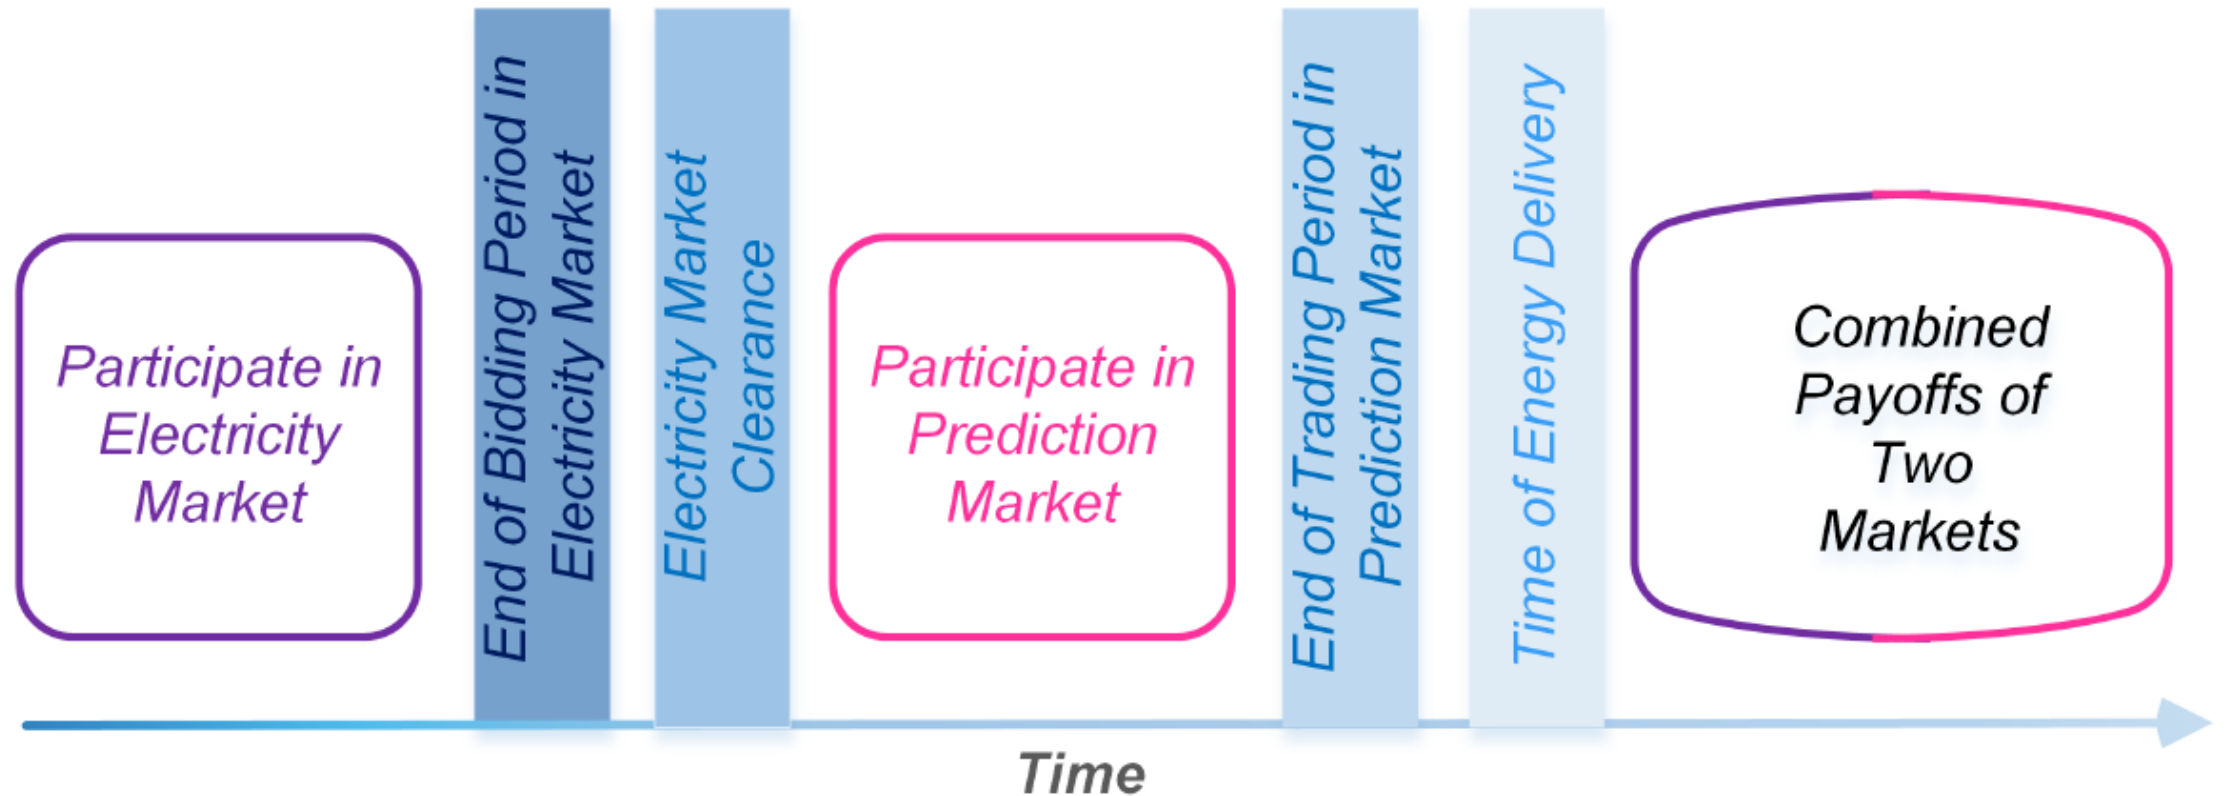 Participate in
Electricity
Market
End of Bidding Period in
Electricity Market
Electricity Market
Clearance
Participate in
Prediction
Market
End of Trading Period in
Prediction Market
Time of Energy Delivery
Combined
Payoffs of
Two
Markets
Time